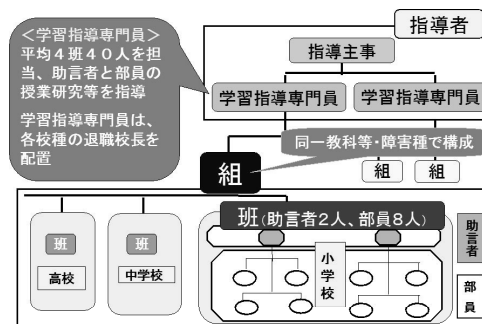 指導者
＜学習指導専門員＞
平均４班４０人を担
当、助言者と部員の
授業研究等を指導
学習指導専門員は、
各校種の退職校長を
配置
指導主事
学習指導専門員
学習指導専門員
同一教科等・障害種で構成
組
組
組
班(助言者2人、部員8人)
班
高校
班
中学校
小学校
助言者
部員